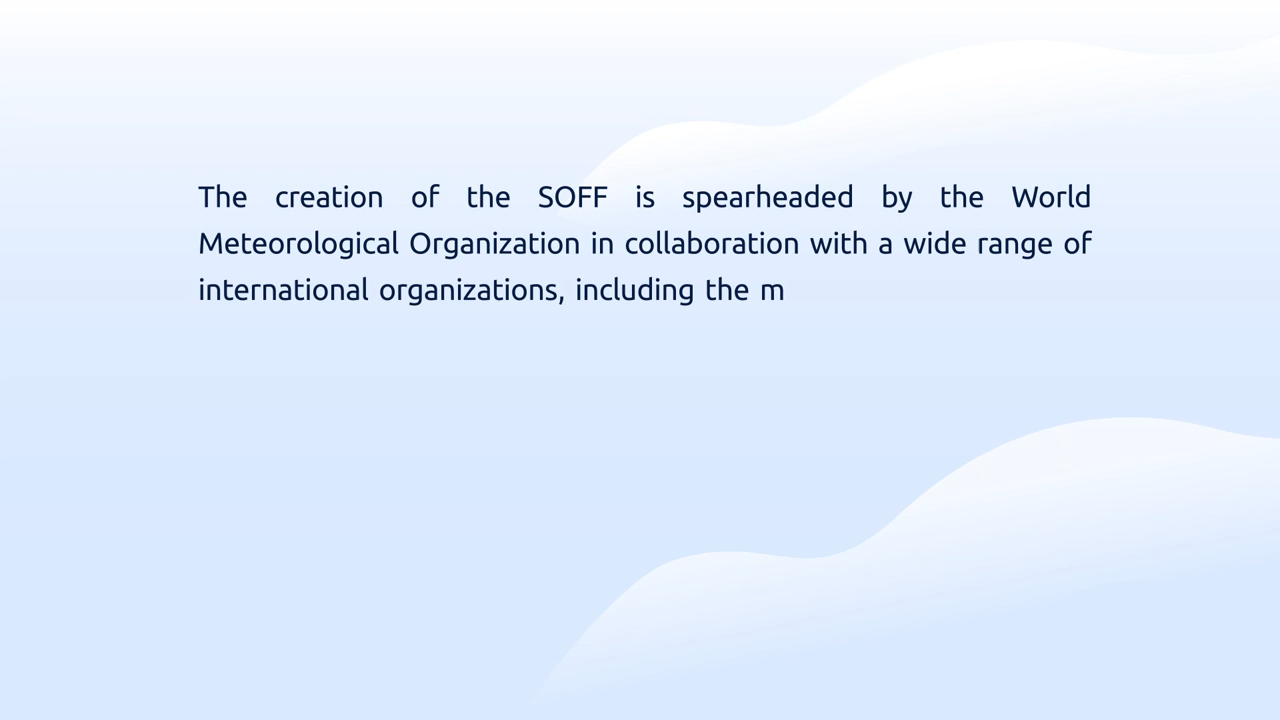 The creation of the SOFF is spearheaded by the World
Meteorological Organization in collaboration with a wide range of
international organizations, including the m